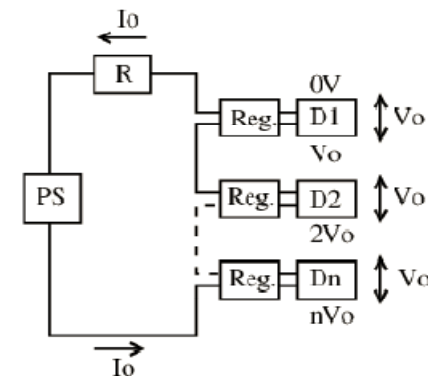 Io
R
0V
Reg. D1 Vo
Vo
PS
Reg. D2 Vo
2Vo
Reg. Dn Vo
nVo
Io